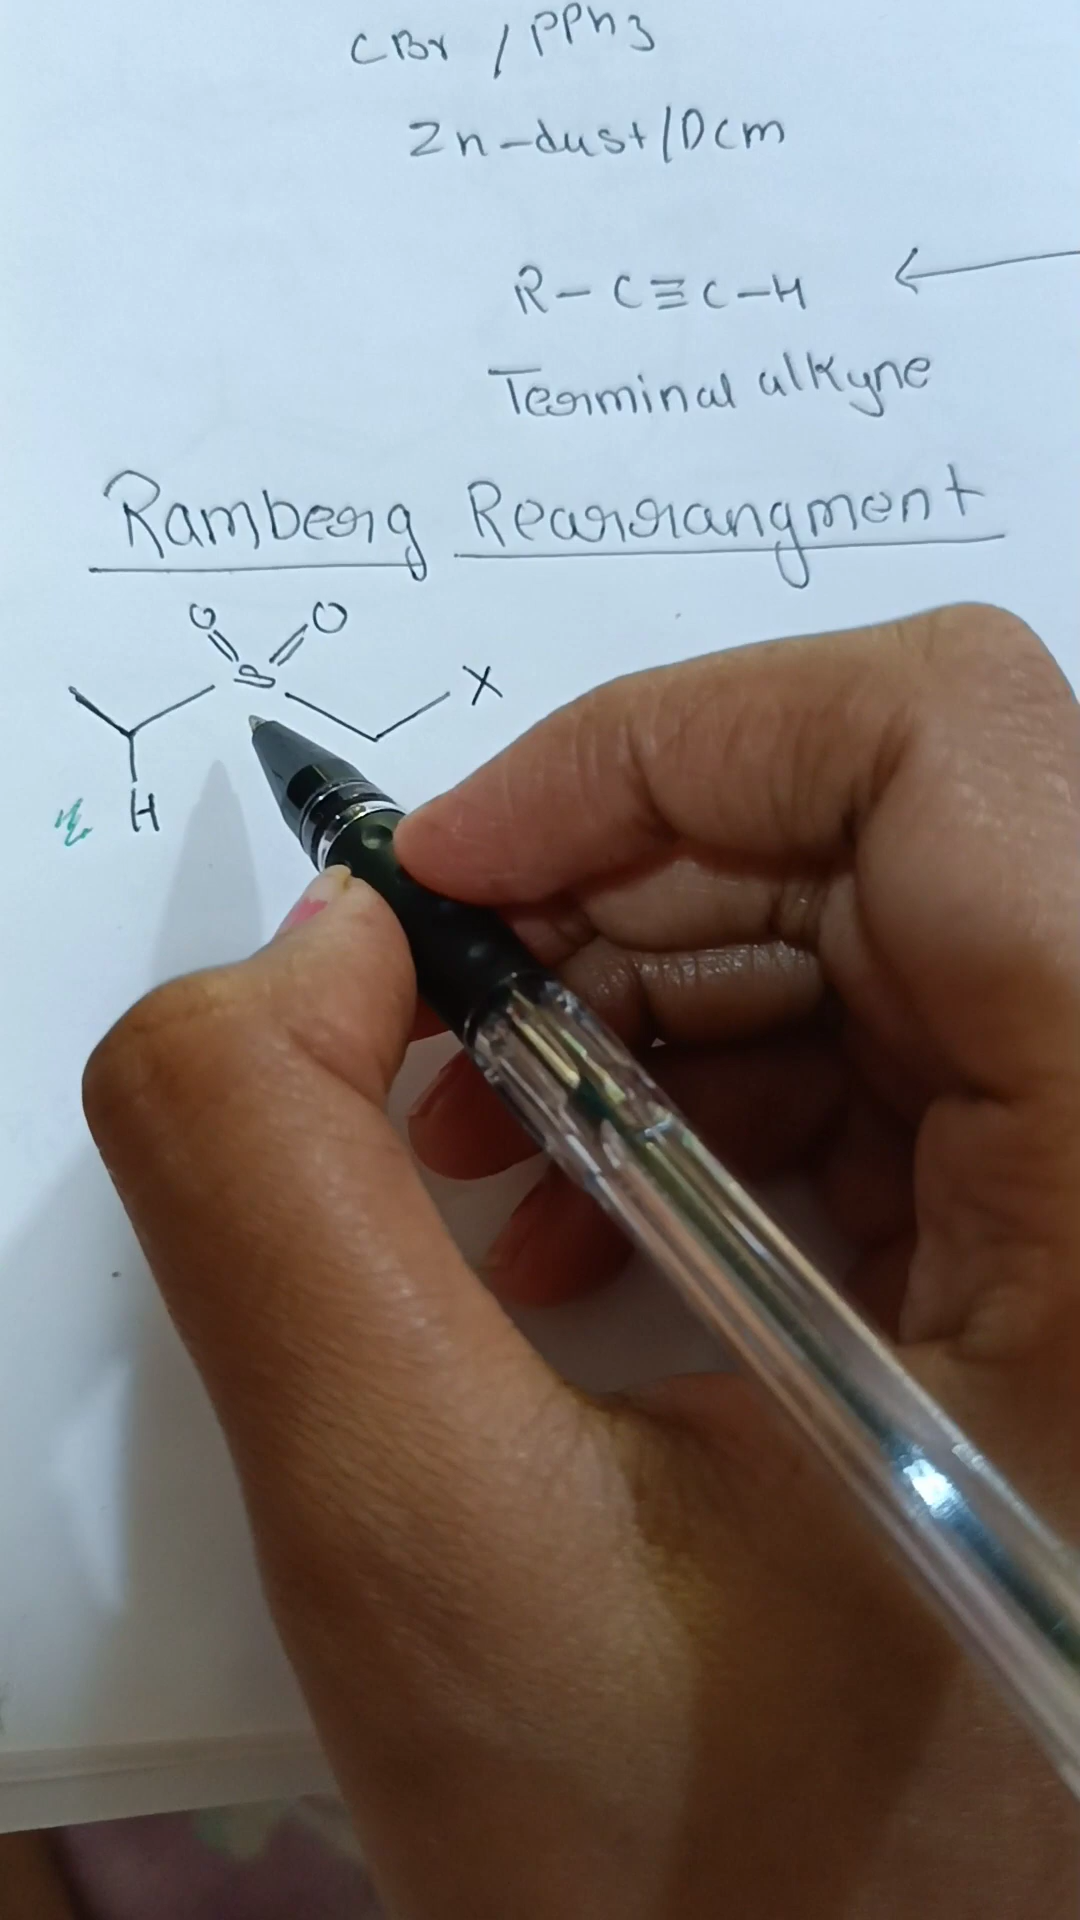 CBr / PPh3
Zn-dust/DCM
R-C≡C-H
Terminal alkyne
Ramberg Rearrangment
O O
S X
H